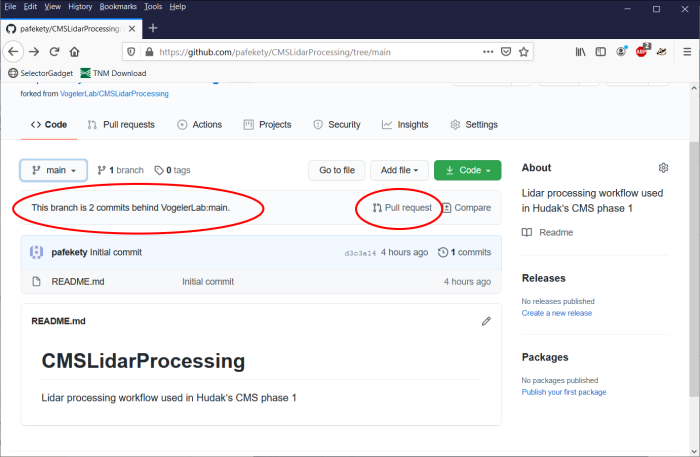 File Edit View History Bookmarks Tools Help
pafekety/CMSLidarProcessing:
https://github.com/pafekety/CMSLidarProcessing/tree/main
ABP 2
SelectorGadget TNM Download
forked from VogelerLab/CMSLidarProcessing
Code Pull requests Actions Projects Security Insights Settings
main 1 branch 0 tags Go to file Add file Code
This branch is 2 commits behind VogelerLab:main. Pull request Compare
pafekety Initial commit d3c3a14 4 hours ago 1 commits
README.md Initial commit 4 hours ago
README.md
CMSLidarProcessing
Lidar processing workflow used in Hudak's CMS phase 1
About
Lidar processing workflow used
in Hudak's CMS phase 1
Readme
Releases
No releases published
Create a new release
Packages
No packages published
Publish your first package